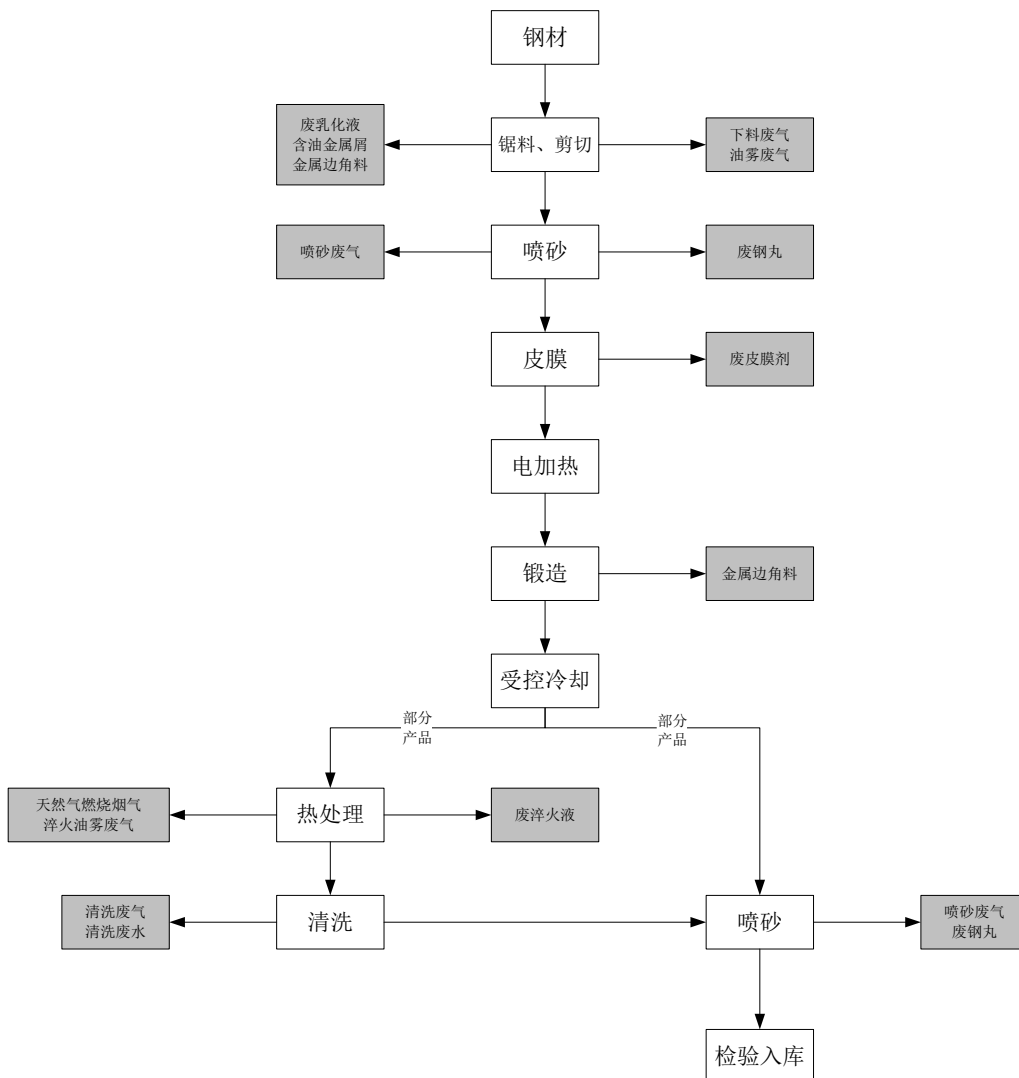 钢材
废乳化液
含油金属屑
金属边角料
锯料、剪切
下料废气
油雾废气
喷砂废气
喷砂
废钢丸
皮膜
废皮膜剂
电加热
锻造
金属边角料
受控冷却
部分
产品
部分
产品
天然气燃烧烟气
淬火油雾废气
热处理
废淬火液
清洗废气
清洗废水
清洗
喷砂
喷砂废气
废钢丸
检验入库